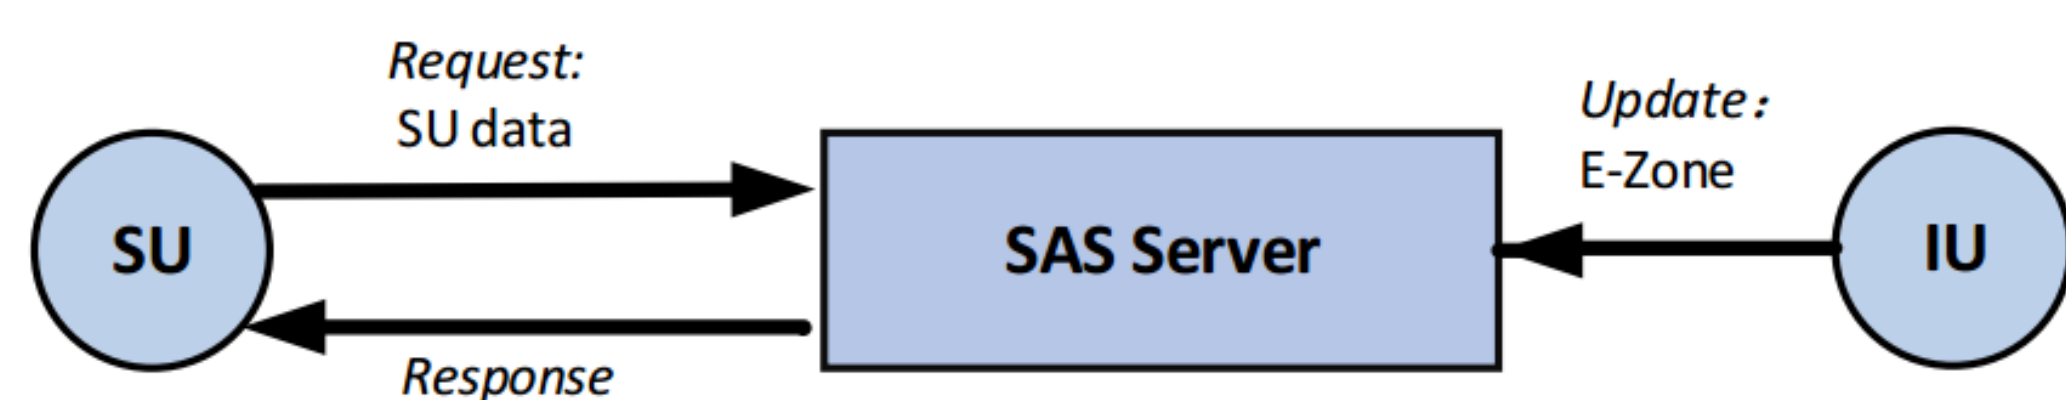 Request:
SU data
SU
Response
SAS Server
Update：
E-Zone
IU